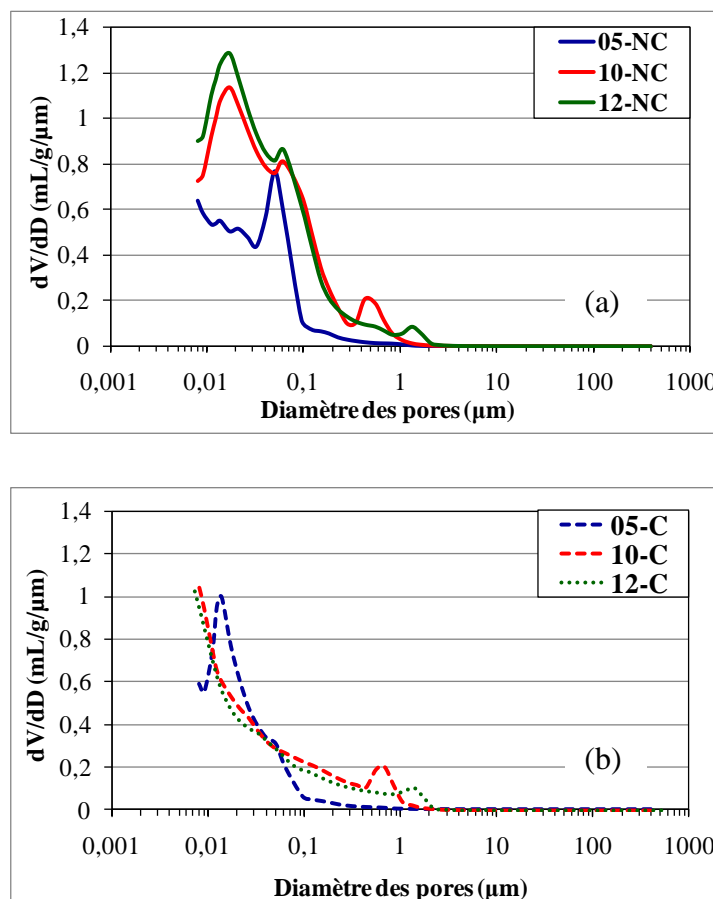 1,4
1,2
1
0,8
0,6
0,4
0,2
0
dV/dD (mL/g/µm)
05-NC
10-NC
12-NC
(a)
0,001 0,01 0,1 1 10 100 1000
Diamètre des pores (µm)
1,4
1,2
1
0,8
0,6
0,4
0,2
0
dV/dD (mL/g/µm)
05-C
10-C
12-C
(b)
0,001 0,01 0,1 1 10 100 1000
Diamètre des pores (µm)